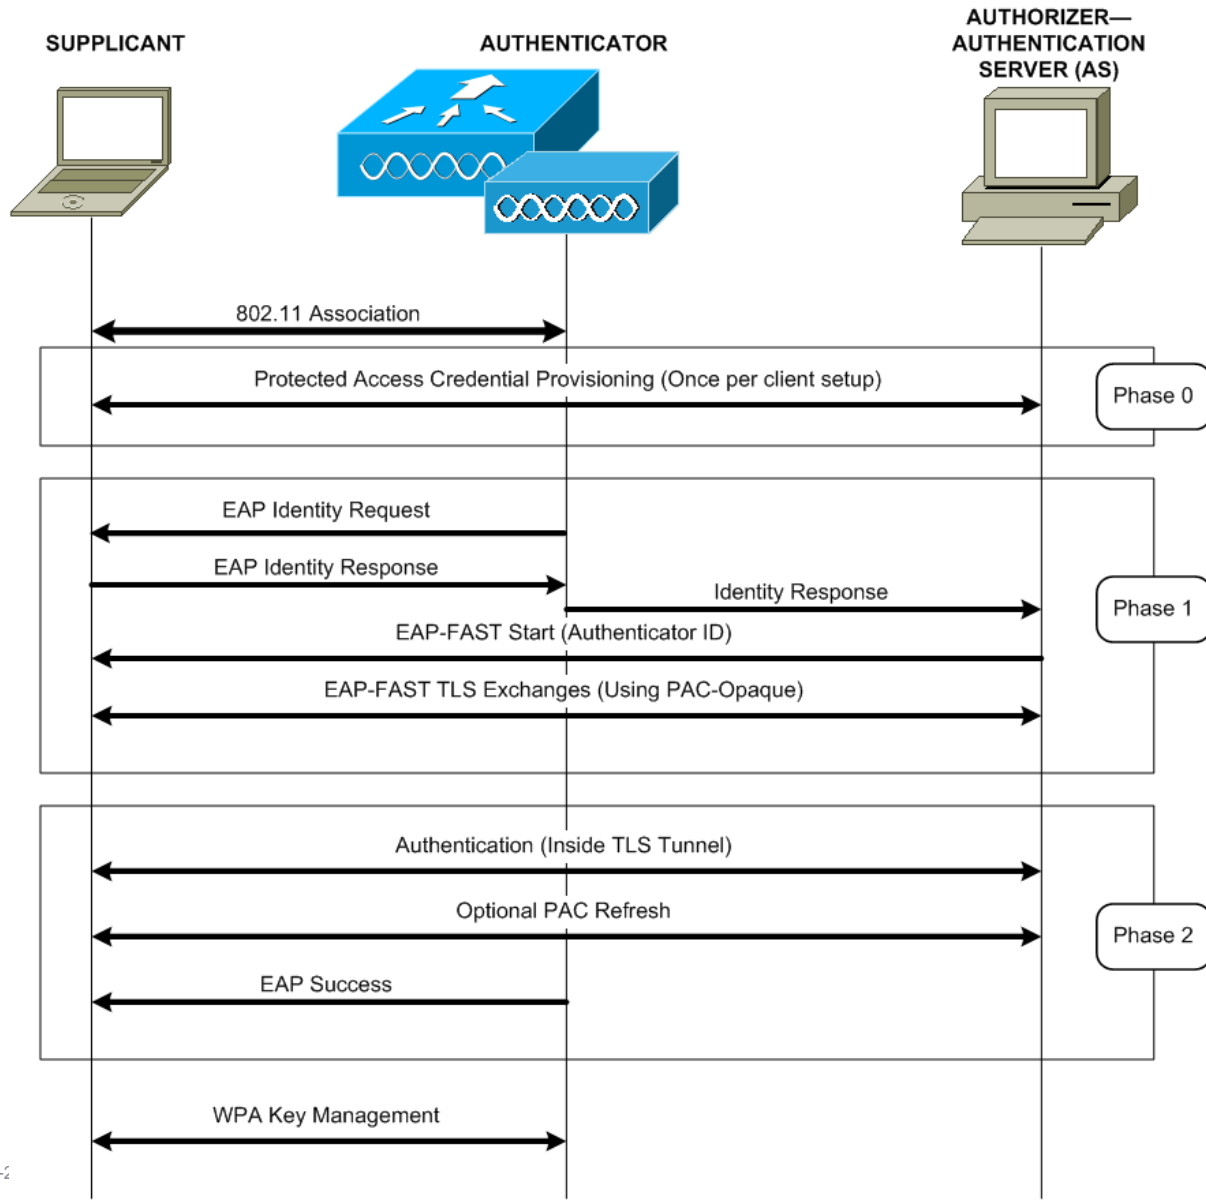 SUPPLICANT
AUTHENTICATOR
AUTHORIZER—
AUTHENTICATION
SERVER (AS)
802.11 Association
Protected Access Credential Provisioning (Once per client setup)
Phase 0
EAP Identity Request
EAP Identity Response
Identity Response
Phase 1
EAP-FAST Start (Authenticator ID)
EAP-FAST TLS Exchanges (Using PAC-Opaque)
Authentication (Inside TLS Tunnel)
Optional PAC Refresh
Phase 2
EAP Success
WPA Key Management